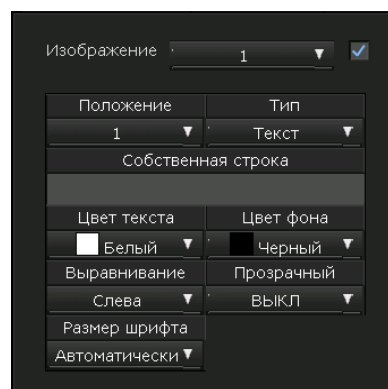 Изображение 1
Положение Тип
1 Текст
Собственная строка
Цвет текста Цвет фона
Белый Черный
Выравнивание Прозрачный
Слева ВЫКЛ
Размер шрифта
Автоматически